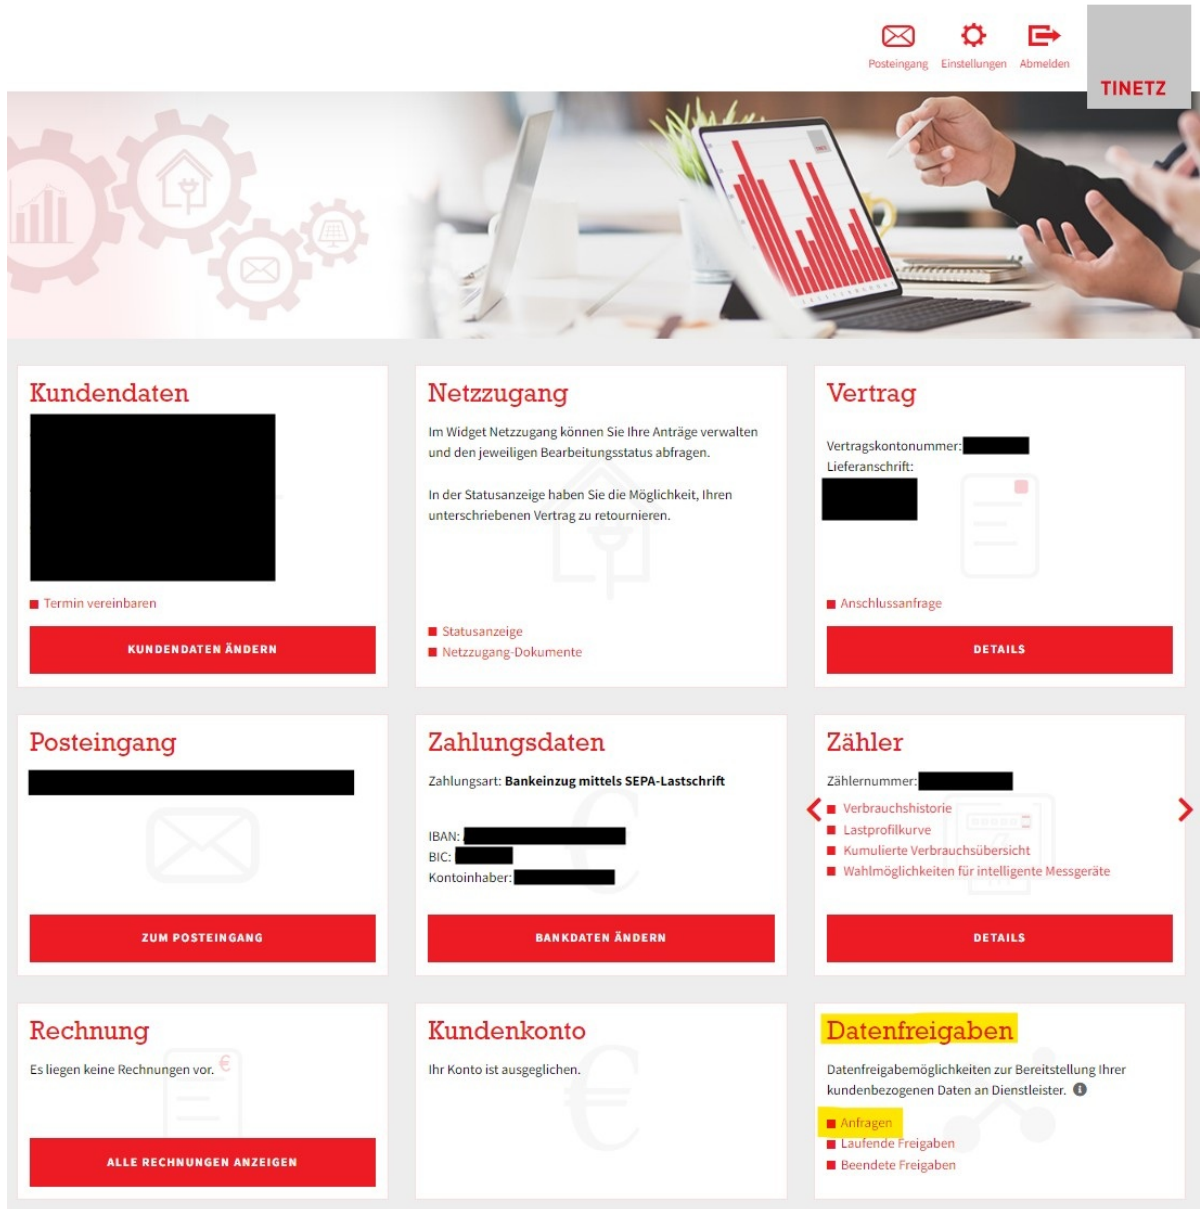 Posteingang
Einstellungen
Abmelden
TINETZ
TINETZ
Kundendaten
Termin vereinbaren
KUNDENDATEN ÄNDERN
Netzzugang
Im Widget Netzzugang können Sie Ihre Anträge verwalten
und den jeweiligen Bearbeitungsstatus abfragen.
In der Statusanzeige haben Sie die Möglichkeit, Ihren
unterschriebenen Vertrag zu retournieren.
Statusanzeige
Netzzugang-Dokumente
Vertrag
Vertragskontonummer:
Lieferanschrift:
Anschlussanfrage
DETAILS
Posteingang
ZUM POSTEINGANG
Zahlungsdaten
Zahlungsart: Bankeinzug mittels SEPA-Lastschrift
IBAN:
BIC:
Kontoinhaber:
BANKDATEN ÄNDERN
Zähler
Zählernummer:
Verbrauchshistorie
Lastprofilkurve
Kumulierte Verbrauchsübersicht
Wahlmöglichkeiten für intelligente Messgeräte
DETAILS
Rechnung
Es liegen keine Rechnungen vor.
ALLE RECHNUNGEN ANZEIGEN
Kundenkonto
Ihr Konto ist ausgeglichen.
Datenfreigaben
Datenfreigabemöglichkeiten zur Bereitstellung Ihrer
kundenbezogenen Daten an Dienstleister.
Anfragen
Laufende Freigaben
Beendete Freigaben